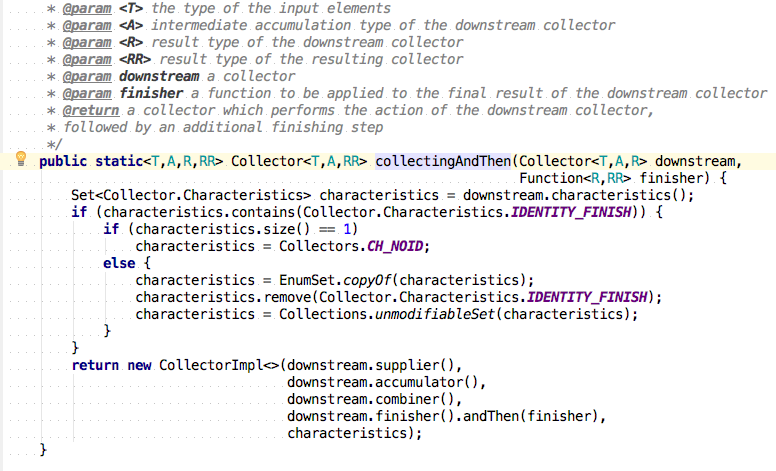 * @param <T> the type of the input elements
* @param <A> intermediate accumulation type of the downstream collector
* @param <R> result type of the downstream collector
* @param <RR> result type of the resulting collector
* @param downstream a collector
* @param finisher a function to be applied to the final result of the downstream collector
* @return a collector which performs the action of the downstream collector,
* followed by an additional finishing step
*/
public static<T,A,R,RR> Collector<T,A,RR> collectingAndThen(Collector<T,A,R> downstream,
Function<R,RR> finisher) {
Set<Collector.Characteristics> characteristics = downstream.characteristics();
if (characteristics.contains(Collector.Characteristics.IDENTITY_FINISH)) {
if (characteristics.size() == 1)
characteristics = Collectors.CH_NOID;
else {
characteristics = EnumSet.copyOf(characteristics);
characteristics.remove(Collector.Characteristics.IDENTITY_FINISH);
characteristics = Collections.unmodifiableSet(characteristics);
}
}
return new CollectorImpl<>(downstream.supplier(),
downstream.accumulator(),
downstream.combiner(),
downstream.finisher().andThen(finisher),
characteristics);
}